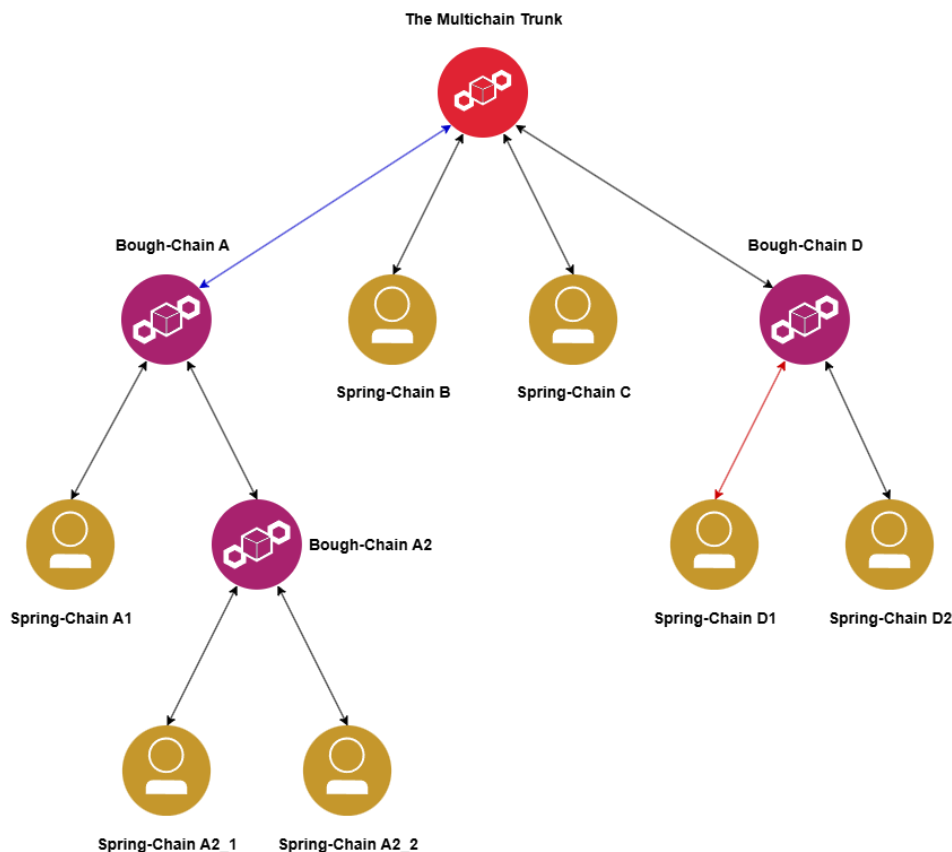 The Multichain Trunk
Bough-Chain A
Bough-Chain D
Spring-Chain B
Spring-Chain C
Bough-Chain A2
Spring-Chain A1
Spring-Chain D1
Spring-Chain D2
Spring-Chain A2_1
Spring-Chain A2_2